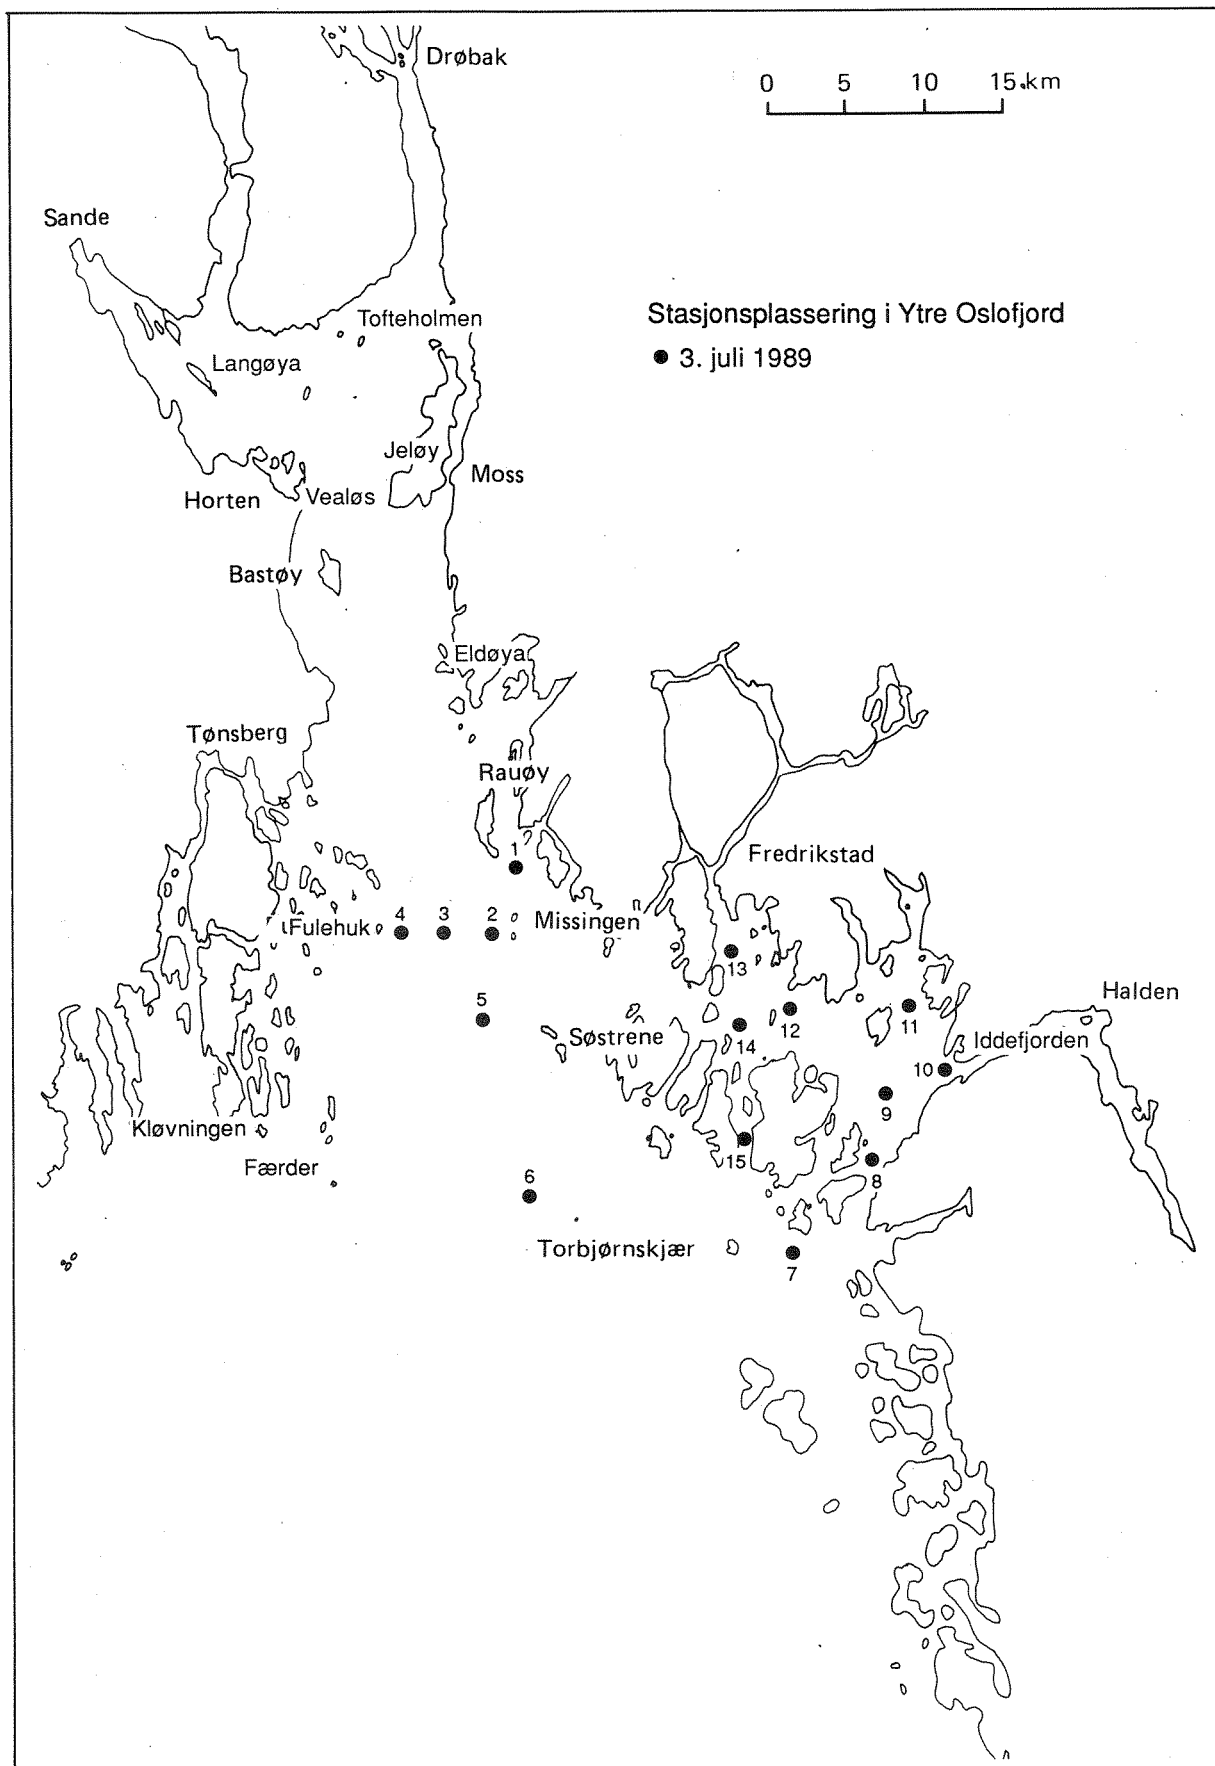 Drøbak
0 5 10 15 km
Sande
Stasjonsplassering i Ytre Oslofjord
● 3. juli 1989
Tofteholmen
Langøya
Jeløy
Moss
Horten
Vealøs
Bastøy
Eldøya
Tønsberg
Rauøy
Fredrikstad
1
Missingen
Fulehuk
4
3
2
13
5
Søstrene
14
12
11
Halden
Iddefjorden
10
9
Kløvningen
Færder
15
8
6
Torbjørnskjær
7